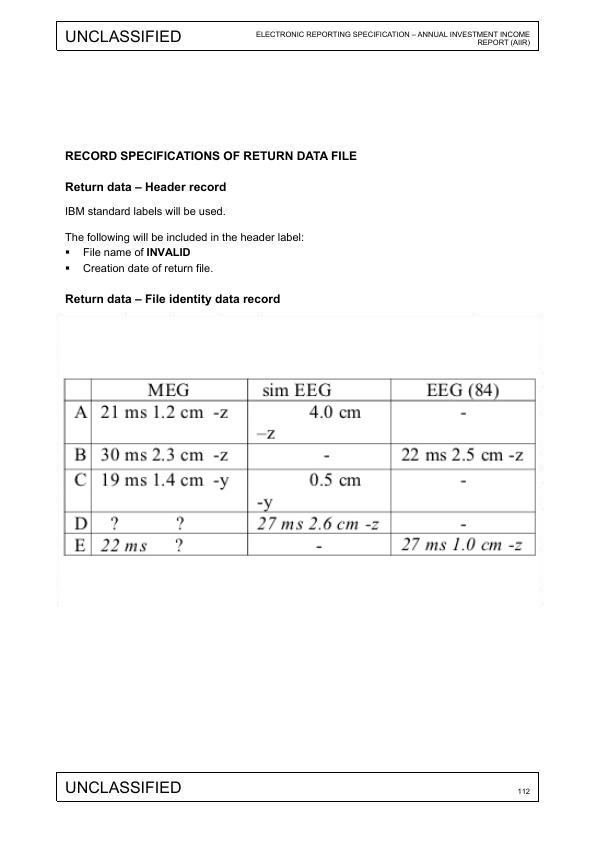 UNCLASSIFIED
ELECTRONIC REPORTING SPECIFICATION – ANNUAL INVESTMENT INCOME
REPORT (AIIR)
RECORD SPECIFICATIONS OF RETURN DATA FILE
Return data – Header record
IBM standard labels will be used.
The following will be included in the header label:
▪ File name of INVALID
▪ Creation date of return file.
Return data – File identity data record
MEG sim EEG EEG (84)
A 21 ms 1.2 cm -z 4.0 cm -
–z
B 30 ms 2.3 cm -z - 22 ms 2.5 cm -z
C 19 ms 1.4 cm -y 0.5 cm -
-y
D ? ? 27 ms 2.6 cm -z -
E 22 ms ? - 27 ms 1.0 cm -z
UNCLASSIFIED
112